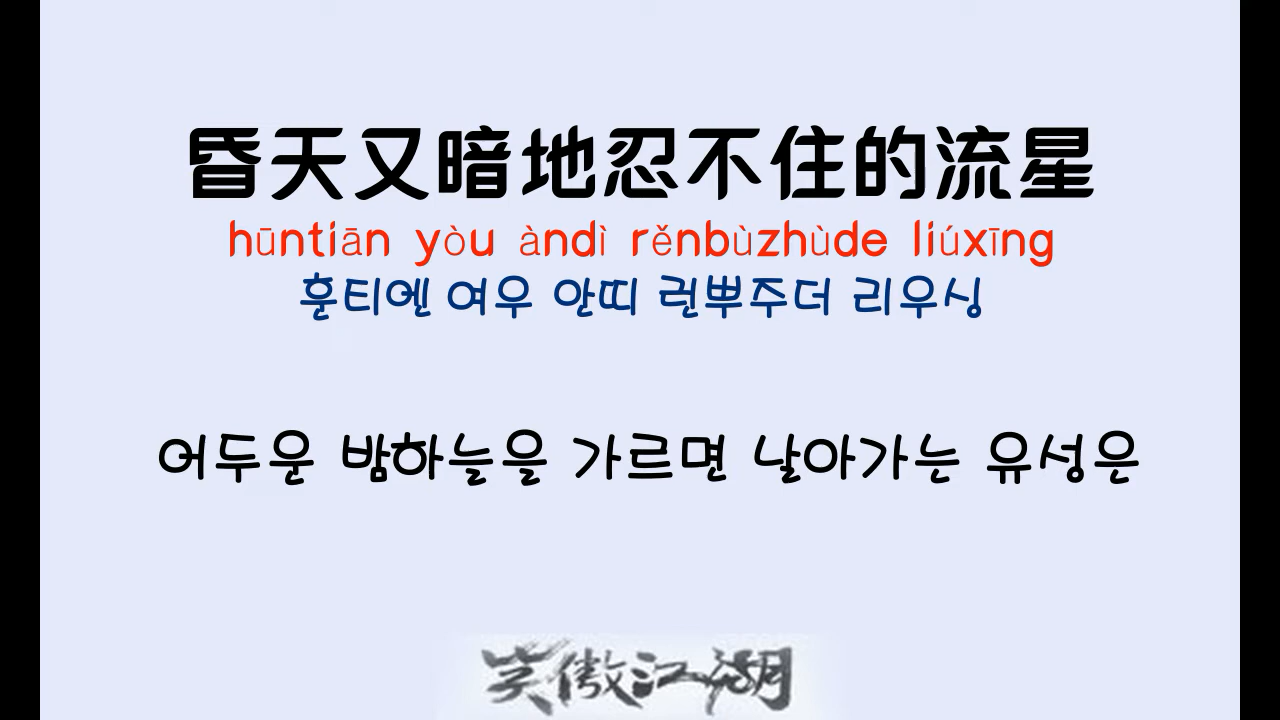 昏天又暗地忍不住的流星
hūntiān yòu àndì rěnbùzhùde liúxīng
훈티엔 여우 안띠 런뿌주더 리우싱
어두운 밤하늘을 가르면 날아가는 유성은
笑傲江湖